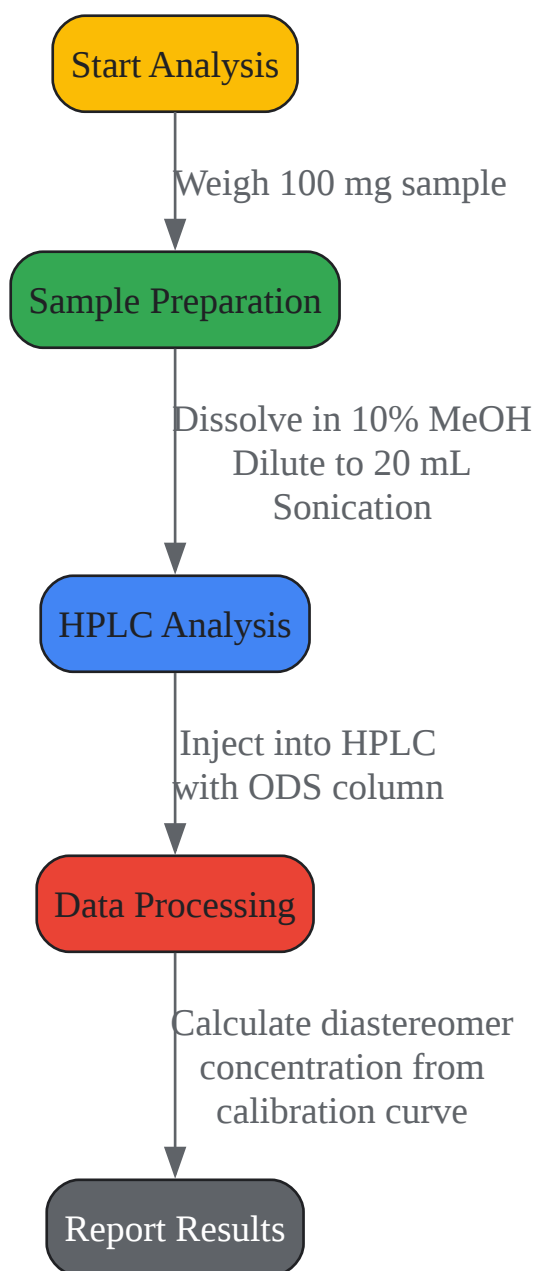 Start Analysis
Weigh 100 mg sample
Sample Preparation
Dissolve in 10% MeOH
Dilute to 20 mL
Sonication
HPLC Analysis
Inject into HPLC
with ODS column
Data Processing
Calculate diastereomer
concentration from
calibration curve
Report Results